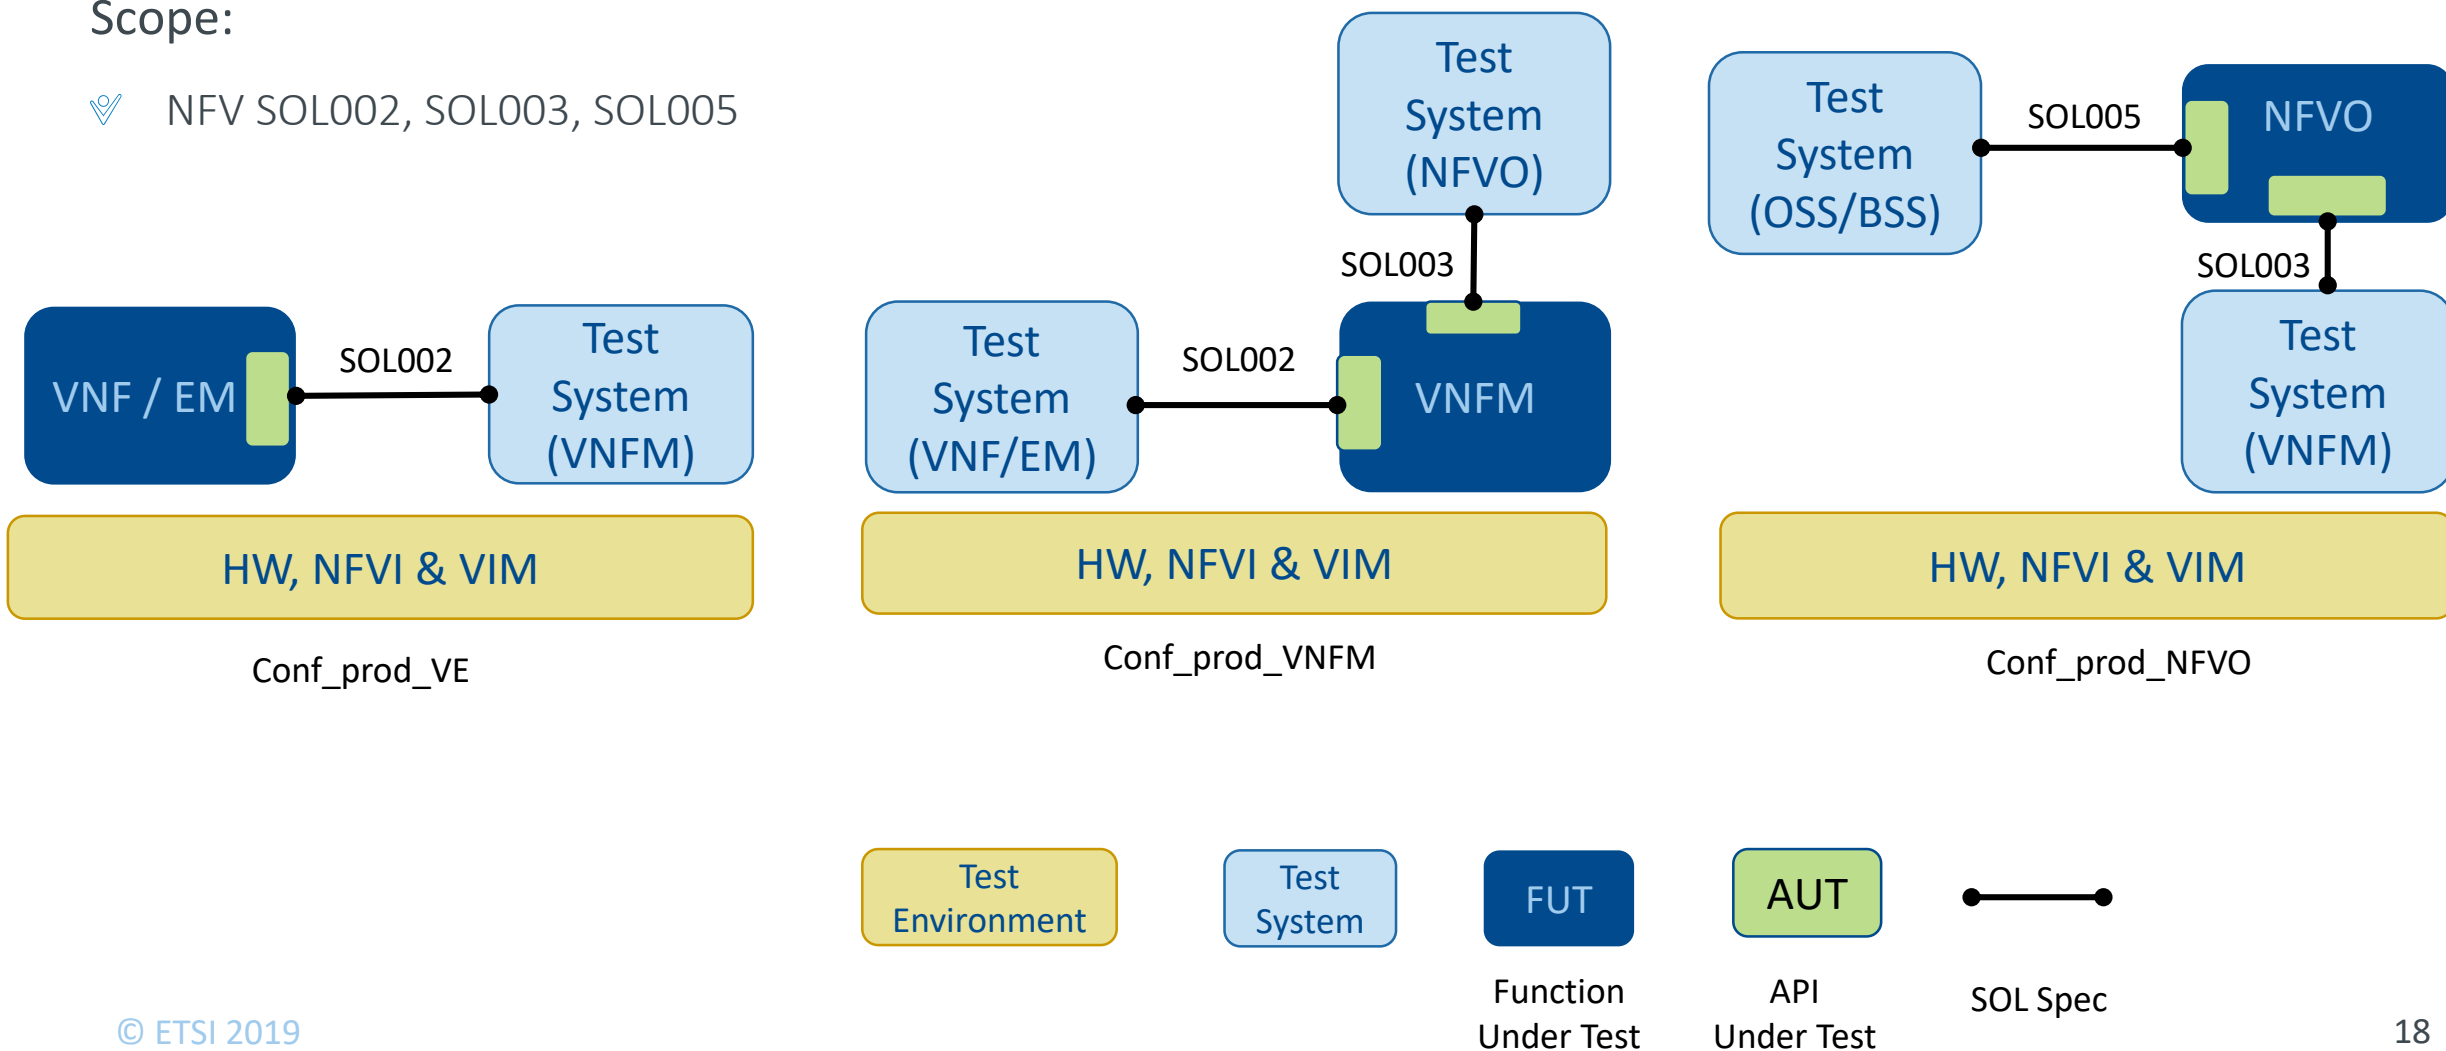 Scope:
NFV SOL002, SOL003, SOL005
VNF / EM
SOL002
Test
System
(VNFM)
HW, NFVI & VIM
Conf_prod_VE
Test
System
(NFVO)
SOL003
Test
System
(VNF/EM)
SOL002
VNFM
HW, NFVI & VIM
Conf_prod_VNFM
Test
System
(OSS/BSS)
SOL005
NFVO
SOL003
Test
System
(VNFM)
HW, NFVI & VIM
Conf_prod_NFVO
Test
Environment
Test
System
FUT
Function
Under Test
AUT
API
Under Test
SOL Spec
© ETSI 2019
18